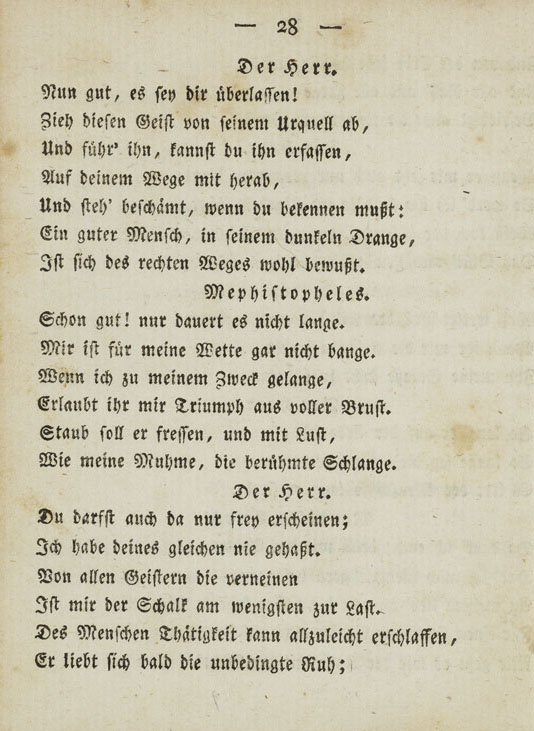 — 28 —
Der Herr.
Nun gut, es sey dir überlassen!
Zieh diesen Geist von seinem Urquell ab,
Und führ' ihn, kannst du ihn erfassen,
Auf deinem Wege mit herab,
Und steh' beschämt, wenn du bekennen mußt:
Ein guter Mensch, in seinem dunkeln Drange,
Ist sich des rechten Weges wohl bewußt.
Mephistopheles.
Schon gut! nur dauert es nicht lange.
Mir ist für meine Wette gar nicht bange.
Wenn ich zu meinem Zweck gelange,
Erlaubt ihr mir Triumph aus voller Brust.
Staub soll er fressen, und mit Lust,
Wie meine Muhme, die berühmte Schlange.
Der Herr.
Du darfst auch da nur frey erscheinen;
Ich habe deines gleichen nie gehaßt.
Von allen Geistern die verneinen
Ist mir der Schalk am wenigsten zur Last.
Des Menschen Thätigkeit kann allzuleicht erschlaffen,
Er liebt sich bald die unbedingte Ruh;